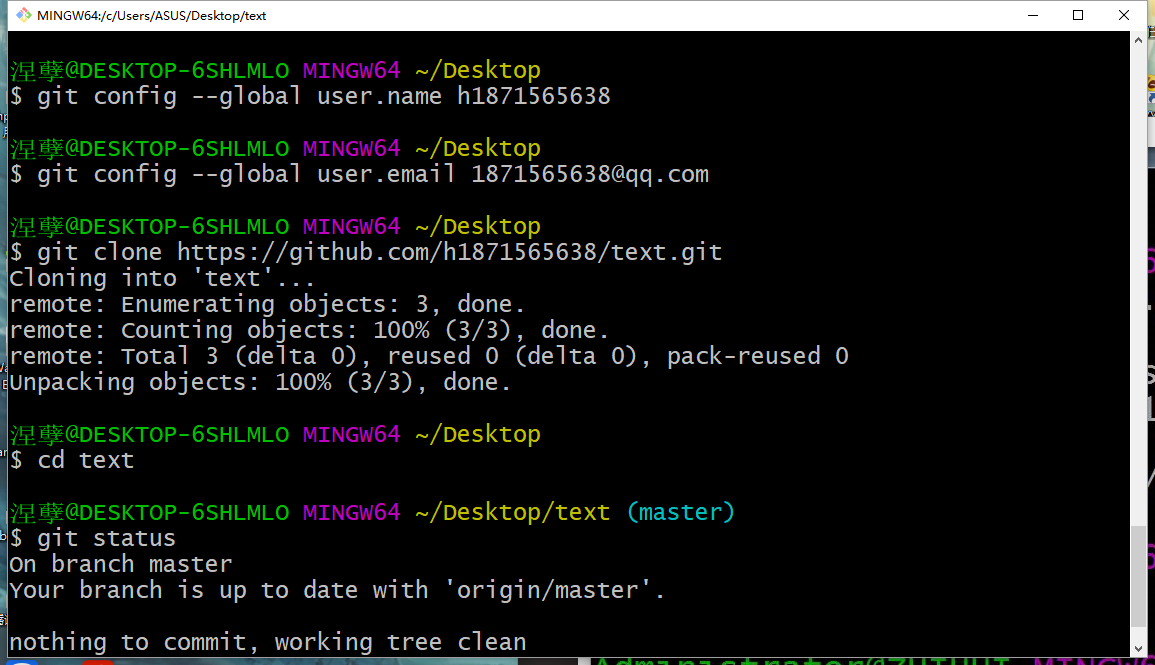 MINGW64:/c/Users/ASUS/Desktop/text
涅孽@DESKTOP-6SHLMLO MINGW64 ~/Desktop
$ git config --global user.name h1871565638
涅孽@DESKTOP-6SHLMLO MINGW64 ~/Desktop
$ git config --global user.email 1871565638@qq.com
涅孽@DESKTOP-6SHLMLO MINGW64 ~/Desktop
$ git clone https://github.com/h1871565638/text.git
Cloning into 'text'...
remote: Enumerating objects: 3, done.
remote: Counting objects: 100% (3/3), done.
remote: Total 3 (delta 0), reused 0 (delta 0), pack-reused 0
Unpacking objects: 100% (3/3), done.
涅孽@DESKTOP-6SHLMLO MINGW64 ~/Desktop
$ cd text
涅孽@DESKTOP-6SHLMLO MINGW64 ~/Desktop/text (master)
$ git status
On branch master
Your branch is up to date with 'origin/master'.
nothing to commit, working tree clean